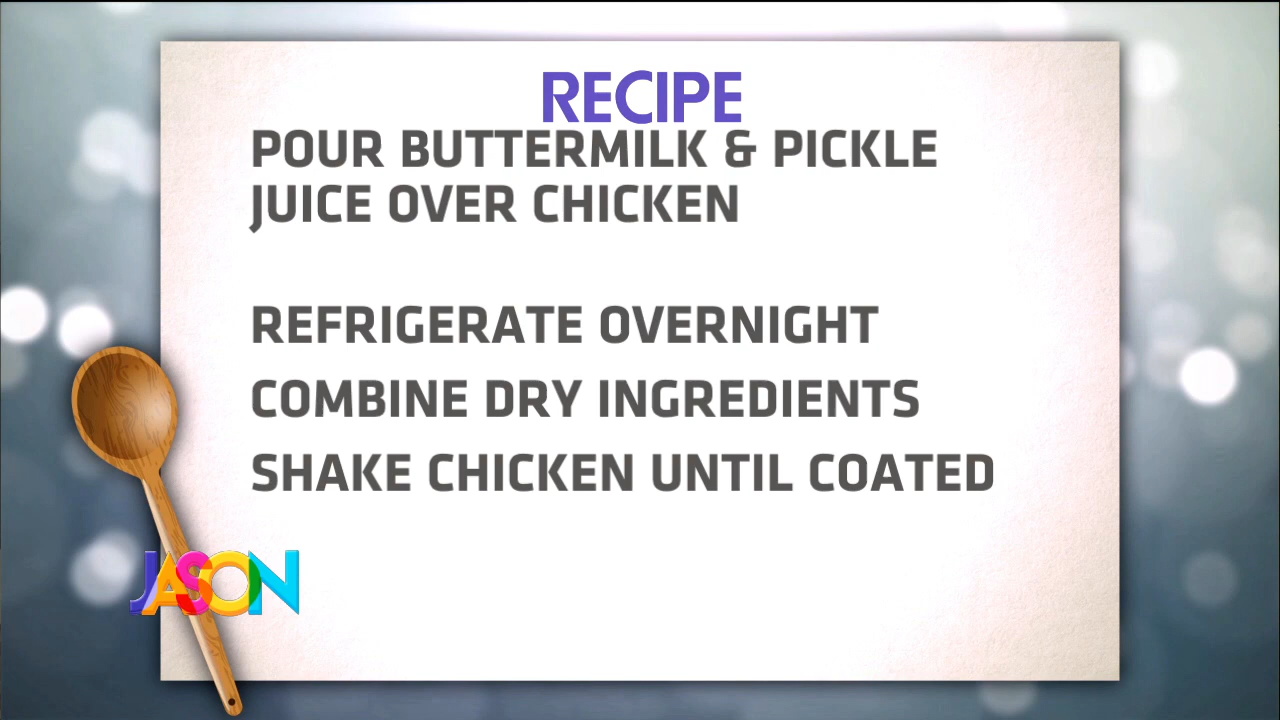 RECIPE
POUR BUTTERMILK & PICKLE
JUICE OVER CHICKEN
REFRIGERATE OVERNIGHT
COMBINE DRY INGREDIENTS
SHAKE CHICKEN UNTIL COATED
JASON